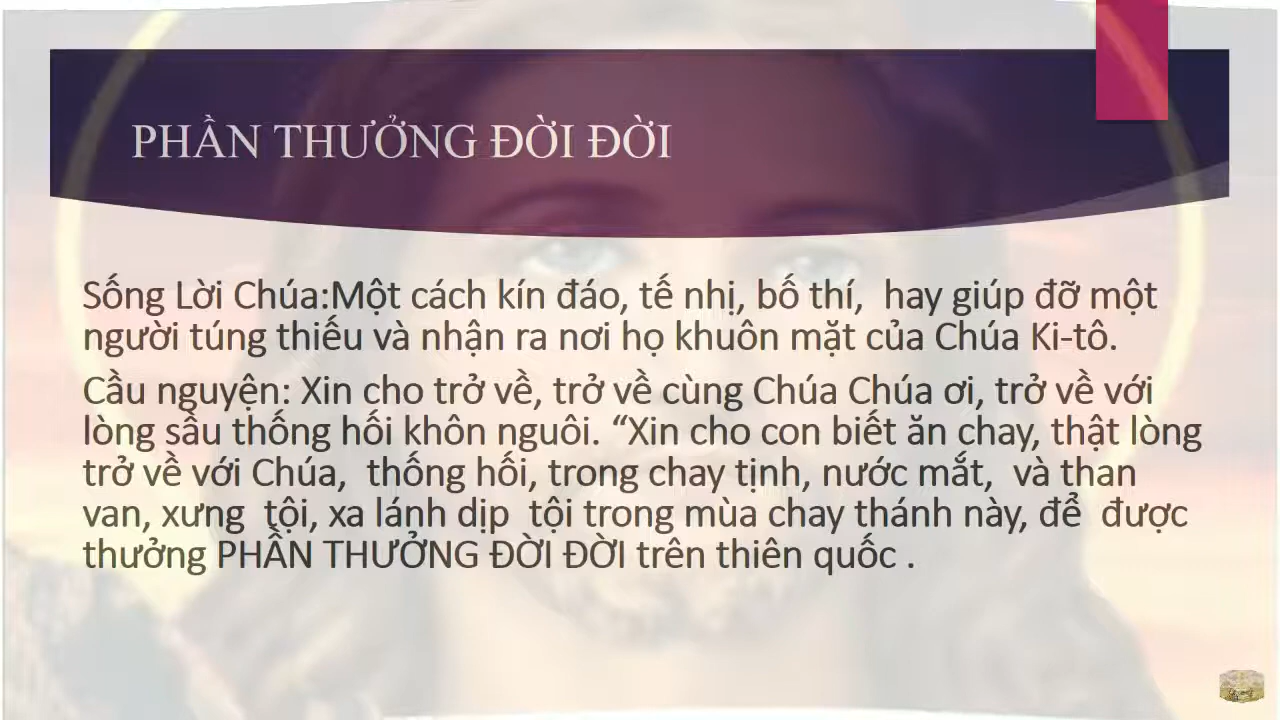 PHẦN THƯỞNG ĐỜI ĐỜI
Sống Lời Chúa:Một cách kín đáo, tế nhị, bố thí,  hay giúp đỡ một
người túng thiếu và nhận ra nơi họ khuôn mặt của Chúa Ki-tô.
Cầu nguyện: Xin cho trở về, trở về cùng Chúa Chúa ơi, trở về với
lòng sầu thống hối khôn nguôi. “Xin cho con biết ăn chay, thật lòng
trở về với Chúa,  thống hối, trong chay tịnh, nước mắt,  và than
van, xưng  tội, xa lánh dịp  tội trong mùa chay thánh này, để  được
thưởng PHẦN THƯỞNG ĐỜI ĐỜI trên thiên quốc .